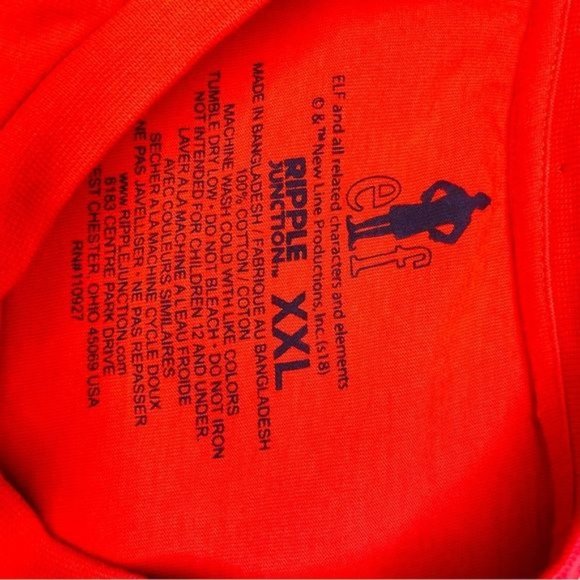 elf
ELF and all related characters and elements
© & ™ New Line Productions, Inc. (s18)
RIPPLE
JUNCTION™
XXL
MADE IN BANGLADESH / FABRIQUE AU BANGLADESH
100% COTTON / COTON
MACHINE WASH COLD WITH LIKE COLORS
TUMBLE DRY LOW - DO NOT BLEACH - DO NOT IRON
NOT INTENDED FOR CHILDREN 12 AND UNDER.
LAVER A LA MACHINE A L'EAU FROIDE
AVEC COULEURS SIMILAIRES
SECHER A LA MACHINE CYCLE DOUX
NE PAS JAVELISER - NE PAS REPASSER
www.RIPPLEJUNCTION.com
8183 CENTRE PARK DRIVE
WEST CHESTER, OHIO 45069 USA
RN#110927